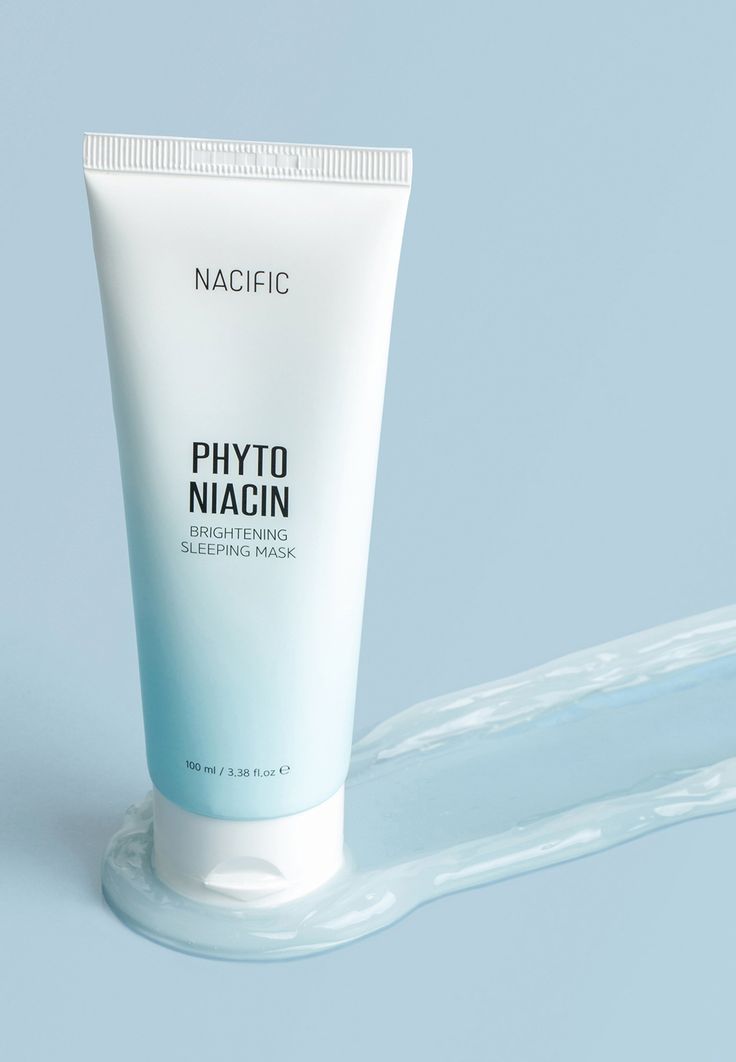 NACIFIC
PHYTO
NIACIN
BRIGHTENING
SLEEPING MASK
100 ml / 3,38 fl.oz ℮